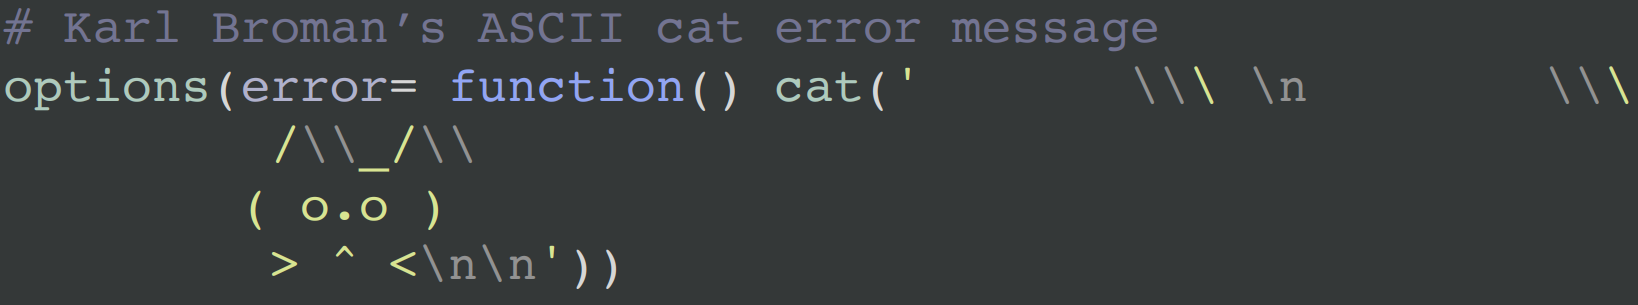 # Karl Broman’s ASCII cat error message
options(error= function() cat('       \\\ \n        \\\
         /\\_/\\
        ( o.o )
         > ^ <\n\n'))